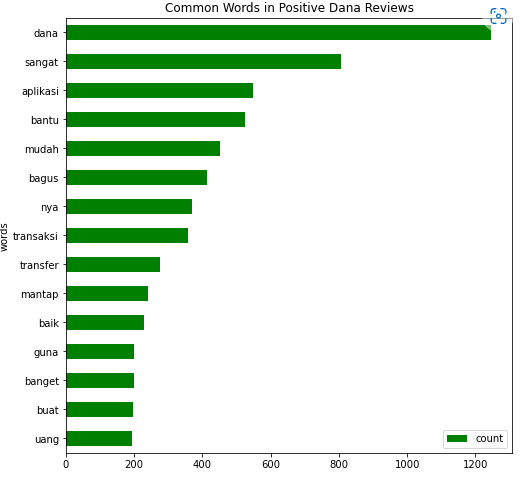 Common Words in Positive Dana Reviews
dana
sangat
aplikasi
bantu
mudah
bagus
nya
transaksi
transfer
mantap
baik
guna
banget
buat
uang
words
count
0 200 400 600 800 1000 1200